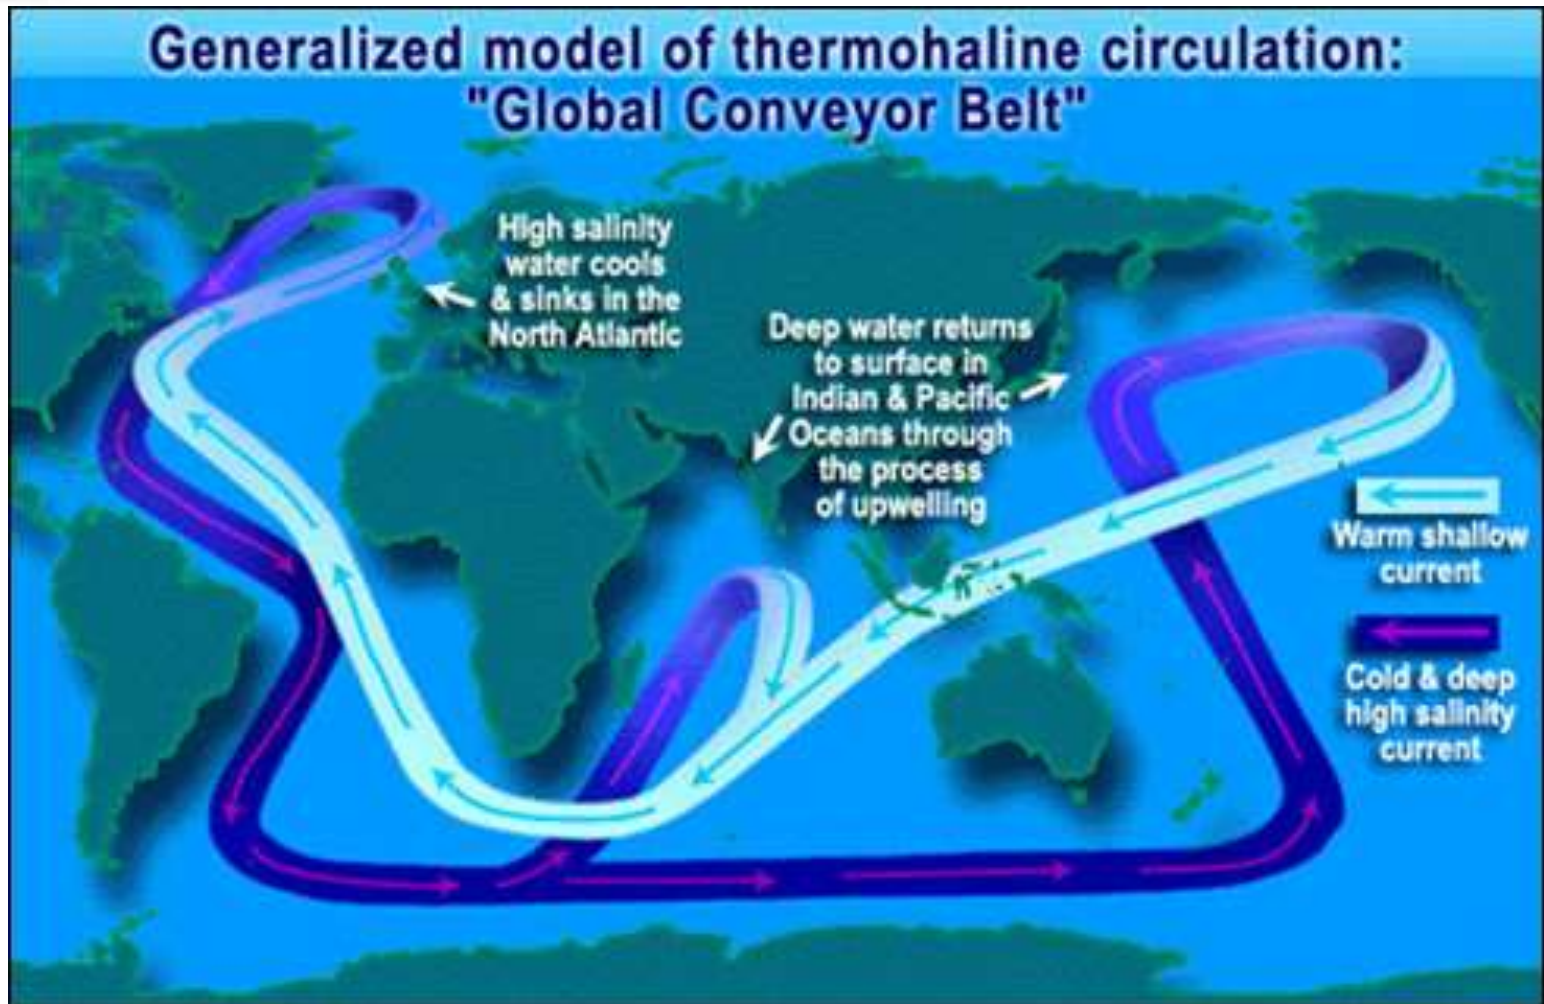 Generalized model of thermohaline circulation:
"Global Conveyor Belt"
High salinity
water cools
& sinks in the
North Atlantic
Deep water returns
to surface in
Indian & Pacific
Oceans through
the process
of upwelling
Warm shallow
current
Cold & deep
high salinity
current